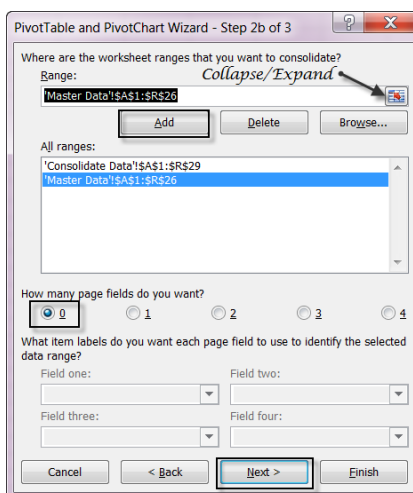 PivotTable and PivotChart Wizard - Step 2b of 3
Where are the worksheet ranges that you want to consolidate?
Range:
Collapse/Expand
'Master Data'!$A$1:$R$26
Add Delete Browse...
All ranges:
'Consolidate Data'!$A$1:$R$29
'Master Data'!$A$1:$R$26
How many page fields do you want?
0 1 2 3 4
What item labels do you want each page field to use to identify the selected
data range?
Field one: Field two:
Field three: Field four:
Cancel < Back Next > Finish